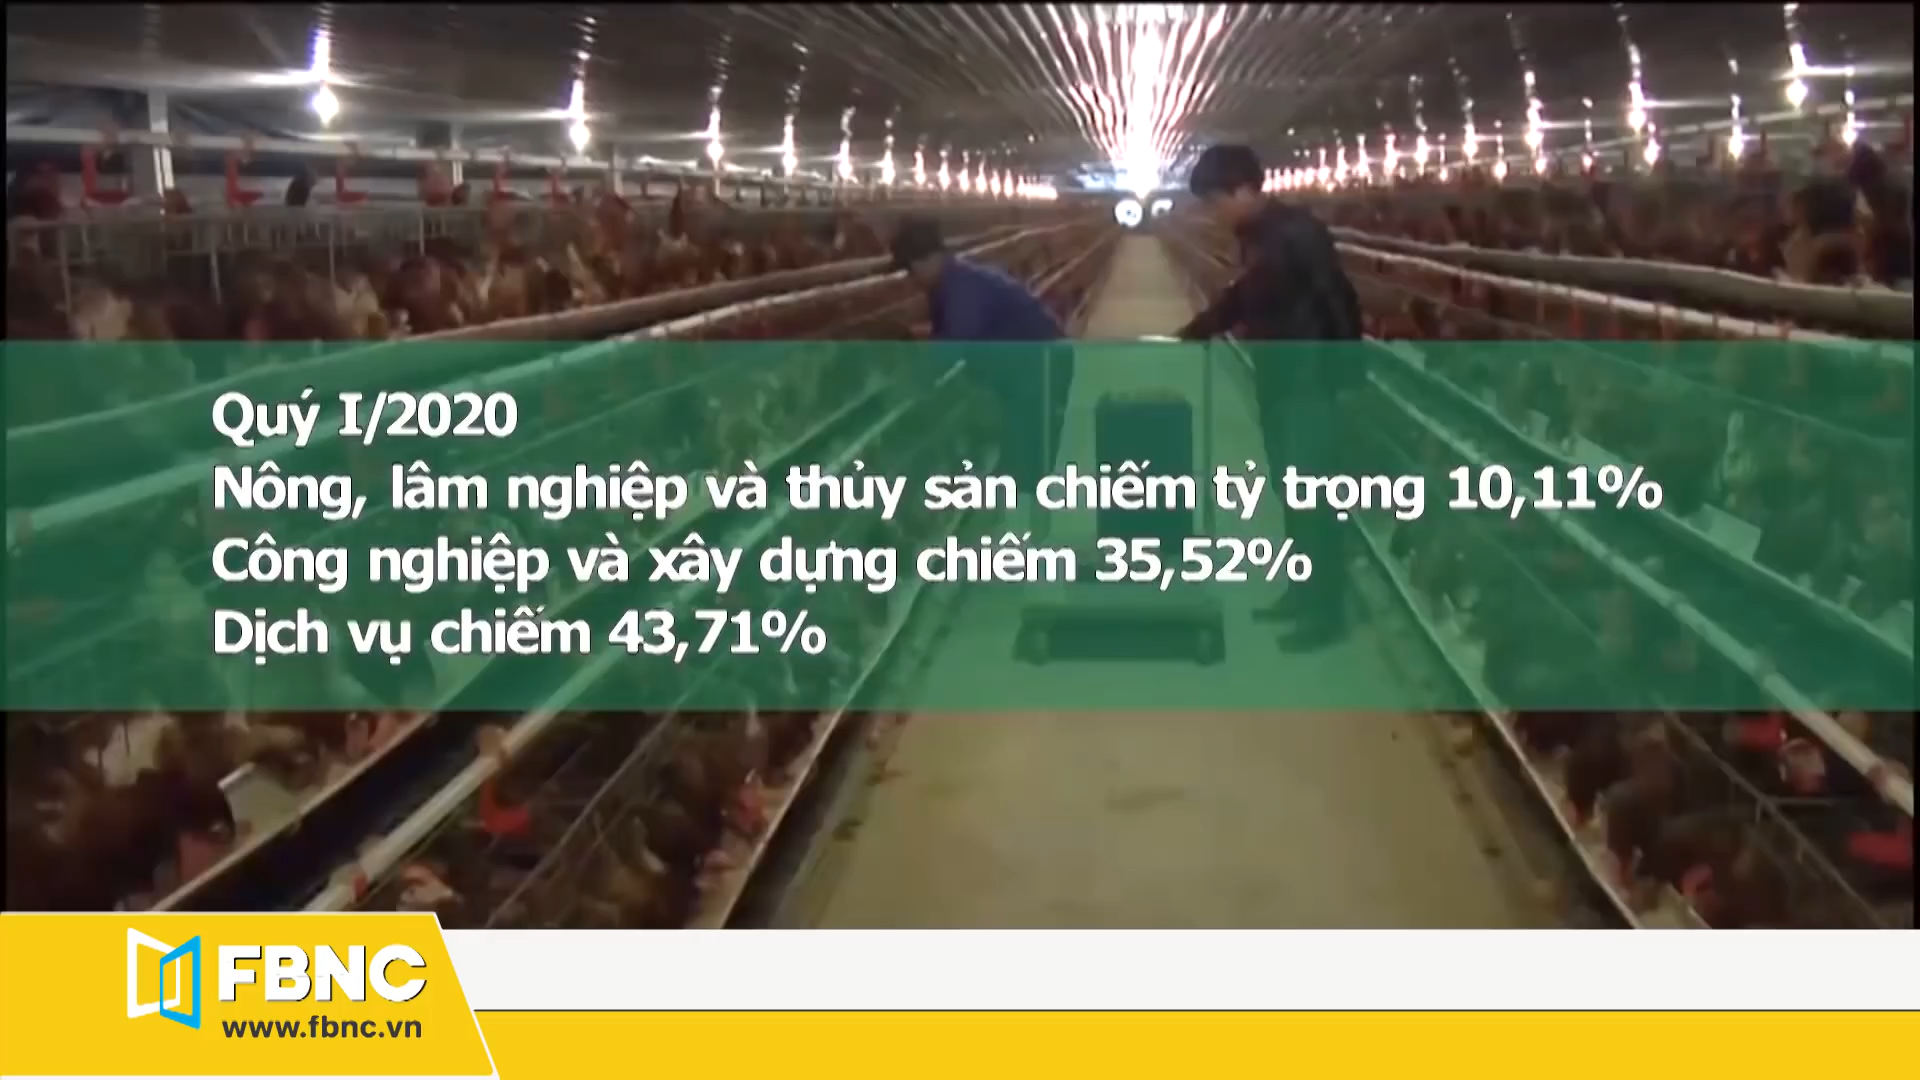 Quý I/2020
Nông, lâm nghiệp và thủy sản chiếm tỷ trọng 10,11%
Công nghiệp và xây dựng chiếm 35,52%
Dịch vụ chiếm 43,71%
FBNC
www.fbnc.vn